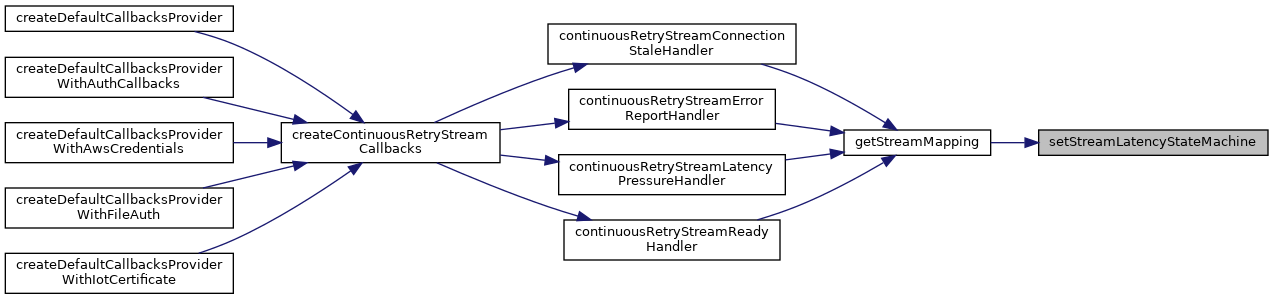 createDefaultCallbacksProvider
createDefaultCallbacksProvider
WithAuthCallbacks
createDefaultCallbacksProvider
WithAwsCredentials
createDefaultCallbacksProvider
WithFileAuth
createDefaultCallbacksProvider
WithIotCertificate
createContinuousRetryStream
Callbacks
continuousRetryStreamConnection
StaleHandler
continuousRetryStreamError
ReportHandler
continuousRetryStreamLatency
PressureHandler
continuousRetryStreamReady
Handler
getStreamMapping
setStreamLatencyStateMachine